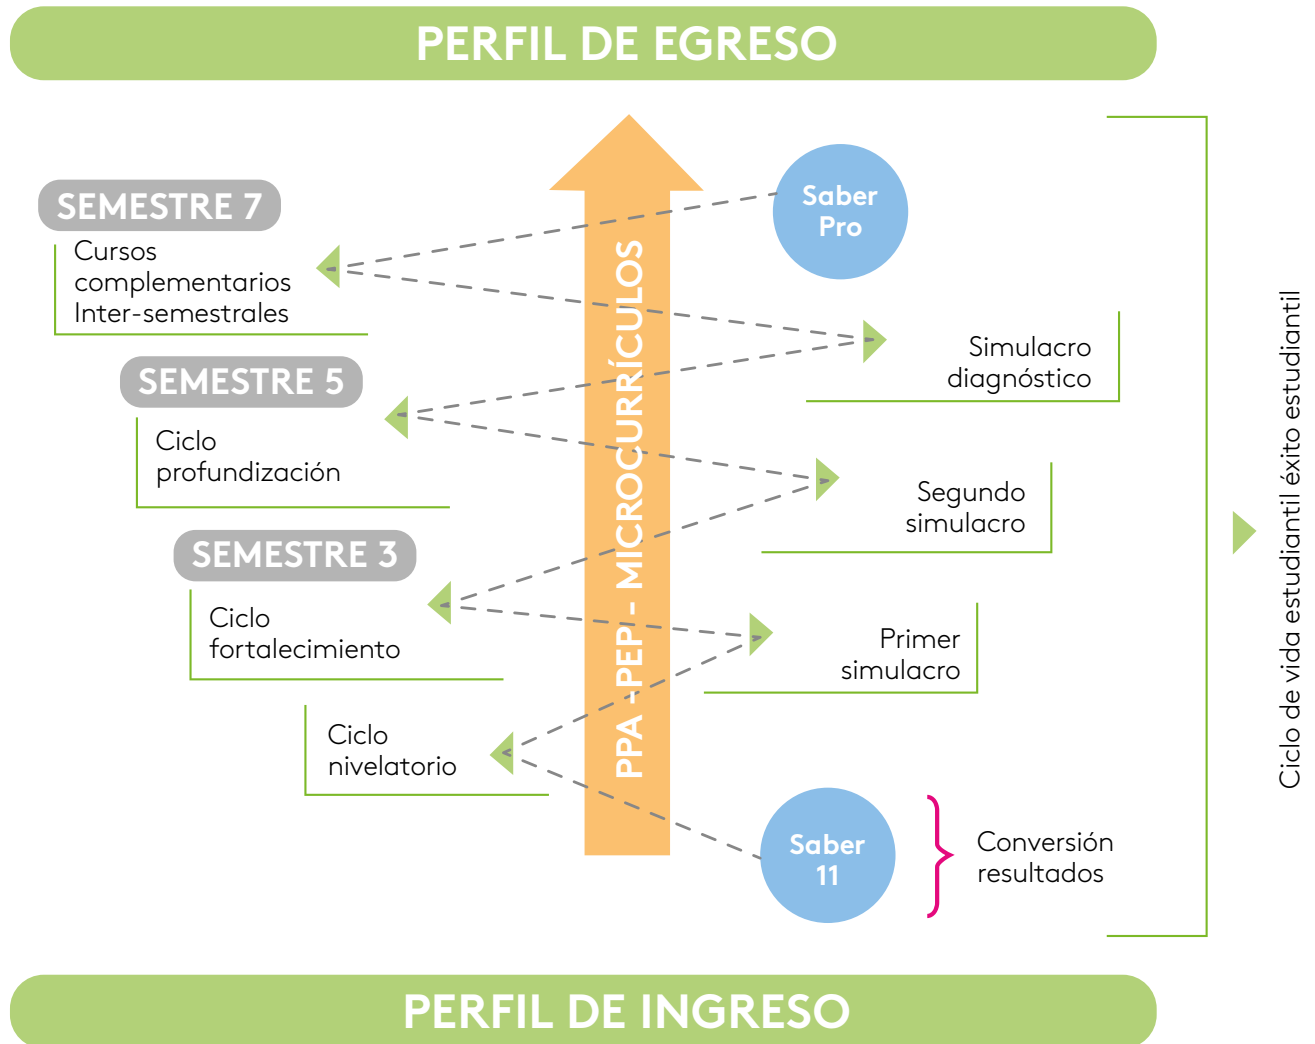 PERFIL DE EGRESO
SEMESTRE 7
Cursos
complementarios
Inter-semestrales
Saber
Pro
Simulacro
diagnóstico
SEMESTRE 5
Ciclo
profundización
Segundo
simulacro
SEMESTRE 3
Ciclo
fortalecimiento
Primer
simulacro
Ciclo
nivelatorio
Saber
11
Conversión
resultados
PPA -PEP - MICROCURRÍCULOS
Ciclo de vida estudiantil éxito estudiantil
PERFIL DE INGRESO